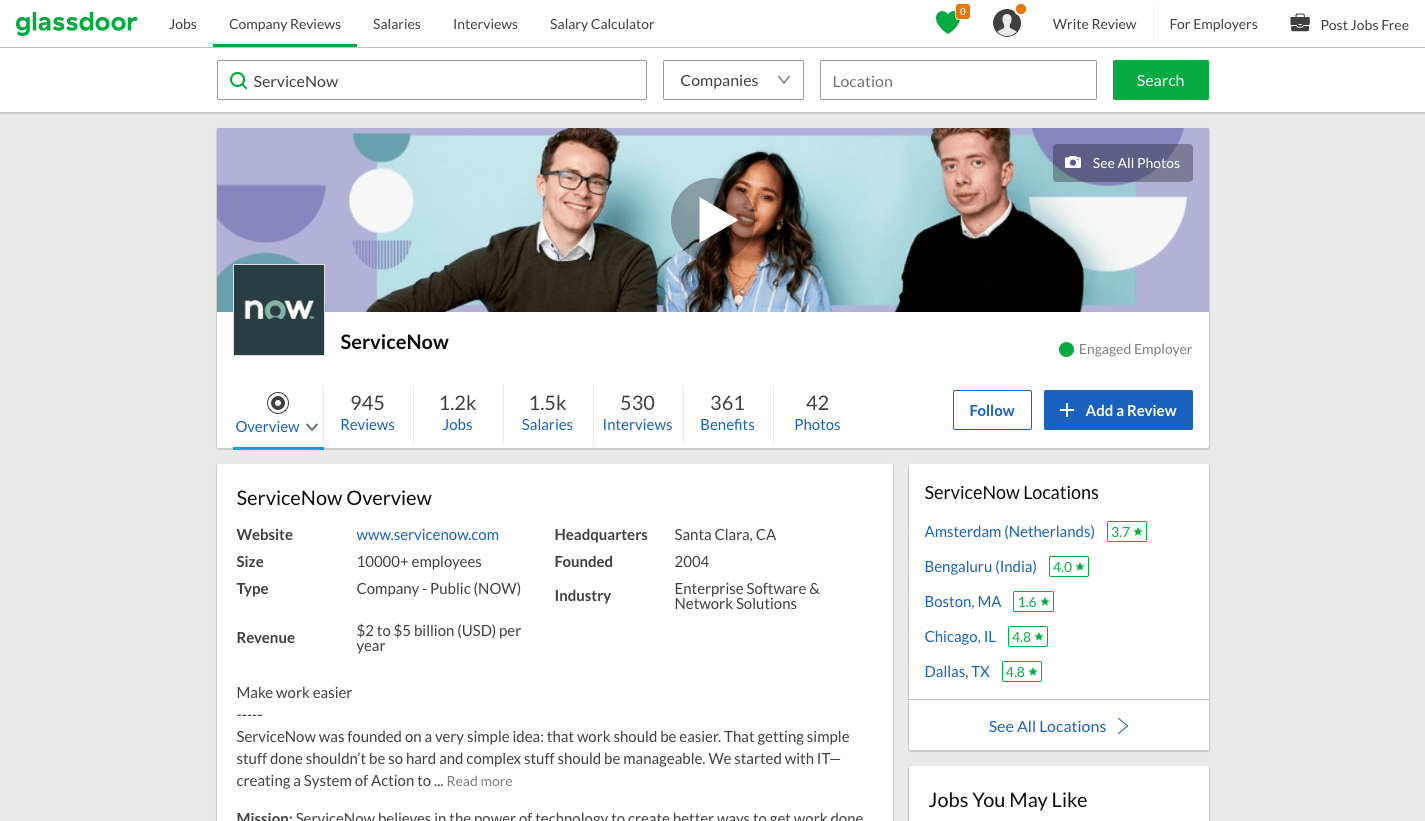 glassdoor
Jobs
Company Reviews
Salaries
Interviews
Salary Calculator
0
Write Review
For Employers
Post Jobs Free
ServiceNow
Companies
Location
Search
See All Photos
now
ServiceNow
Engaged Employer
Overview
945
Reviews
1.2k
Jobs
1.5k
Salaries
530
Interviews
361
Benefits
42
Photos
Follow
Add a Review
ServiceNow Overview
Website www.servicenow.com
Headquarters Santa Clara, CA
Size 10000+ employees
Founded 2004
Type Company - Public (NOW)
Industry Enterprise Software &
Network Solutions
Revenue $2 to $5 billion (USD) per
year
Make work easier
-----
ServiceNow was founded on a very simple idea: that work should be easier. That getting simple
stuff done shouldn’t be so hard and complex stuff should be manageable. We started with IT—
creating a System of Action to ... Read more
Mission: ServiceNow believes in the power of technology to create better ways to get work done.
ServiceNow Locations
Amsterdam (Netherlands) 3.7 ★
Bengaluru (India) 4.0 ★
Boston, MA 1.6 ★
Chicago, IL 4.8 ★
Dallas, TX 4.8 ★
See All Locations
Jobs You May Like